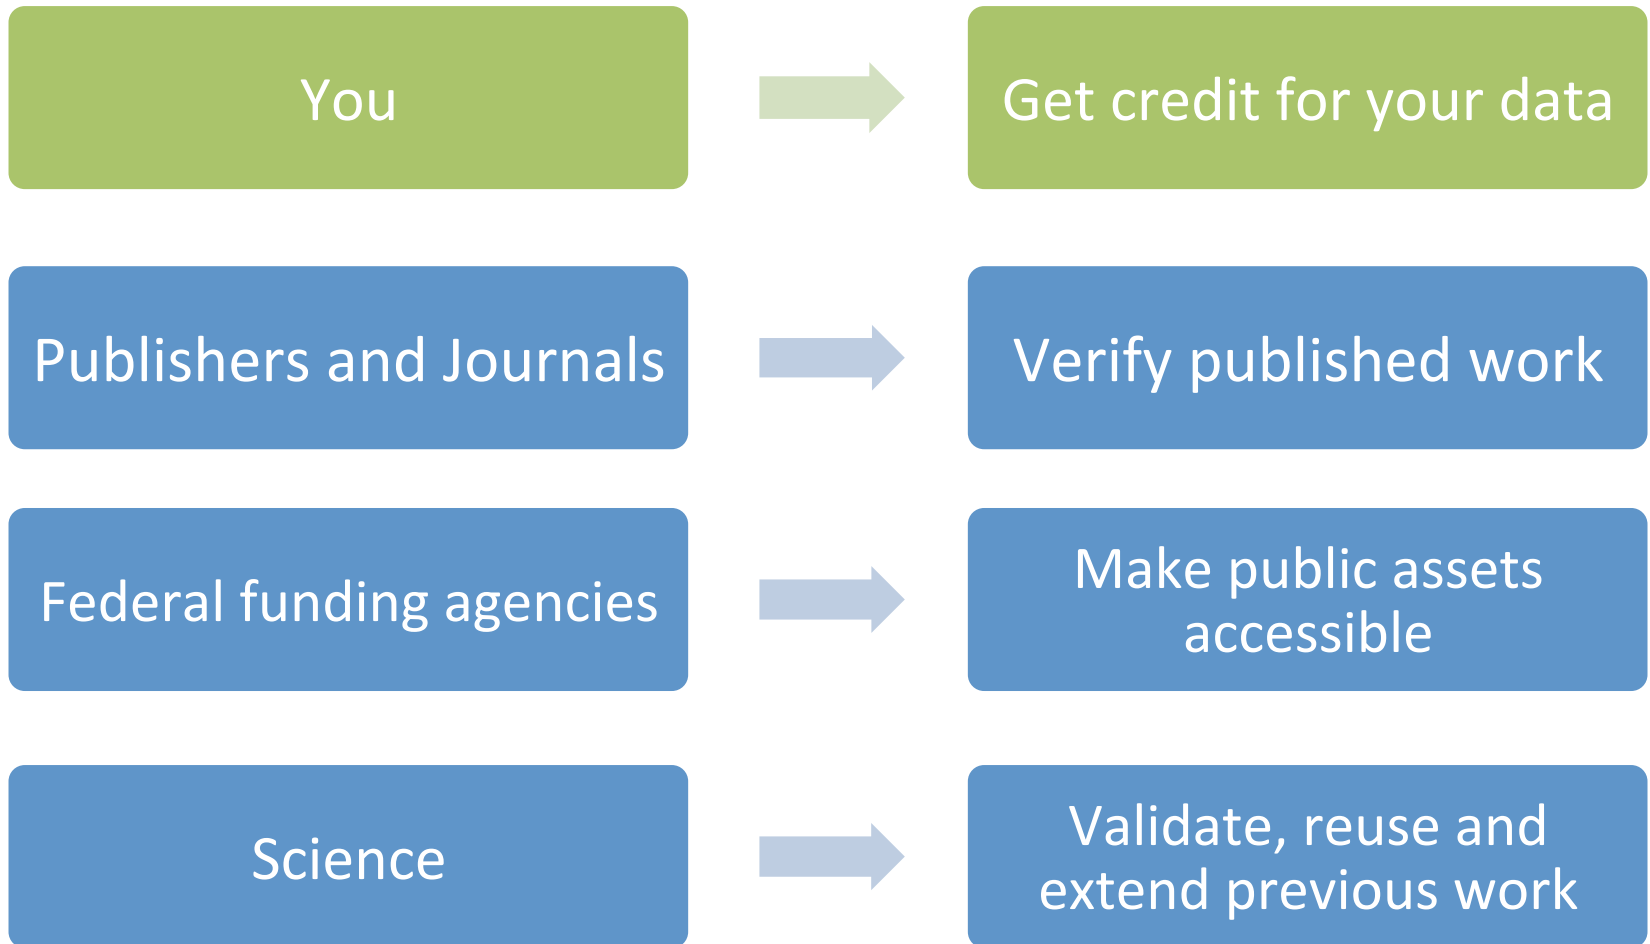 You
Get credit for your data
Publishers and Journals
Verify published work
Federal funding agencies
Make public assets
accessible
Science
Validate, reuse and
extend previous work